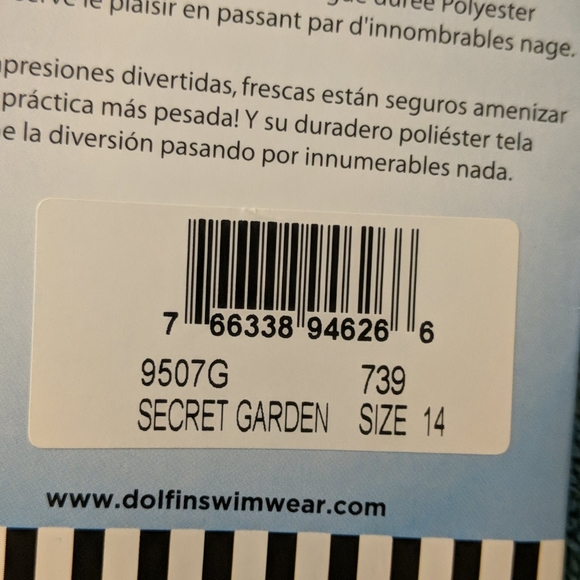 le plaisir en passant par d'innombrables nage.
Polyester
presiones divertidas, frescas están seguros amenizar
práctica más pesada! Y su duradero poliéster tela
e la diversión pasando por innumerables nada.
7 66338 94626 6
9507G 739
SECRET GARDEN SIZE 14
www.dolfinswimwear.com